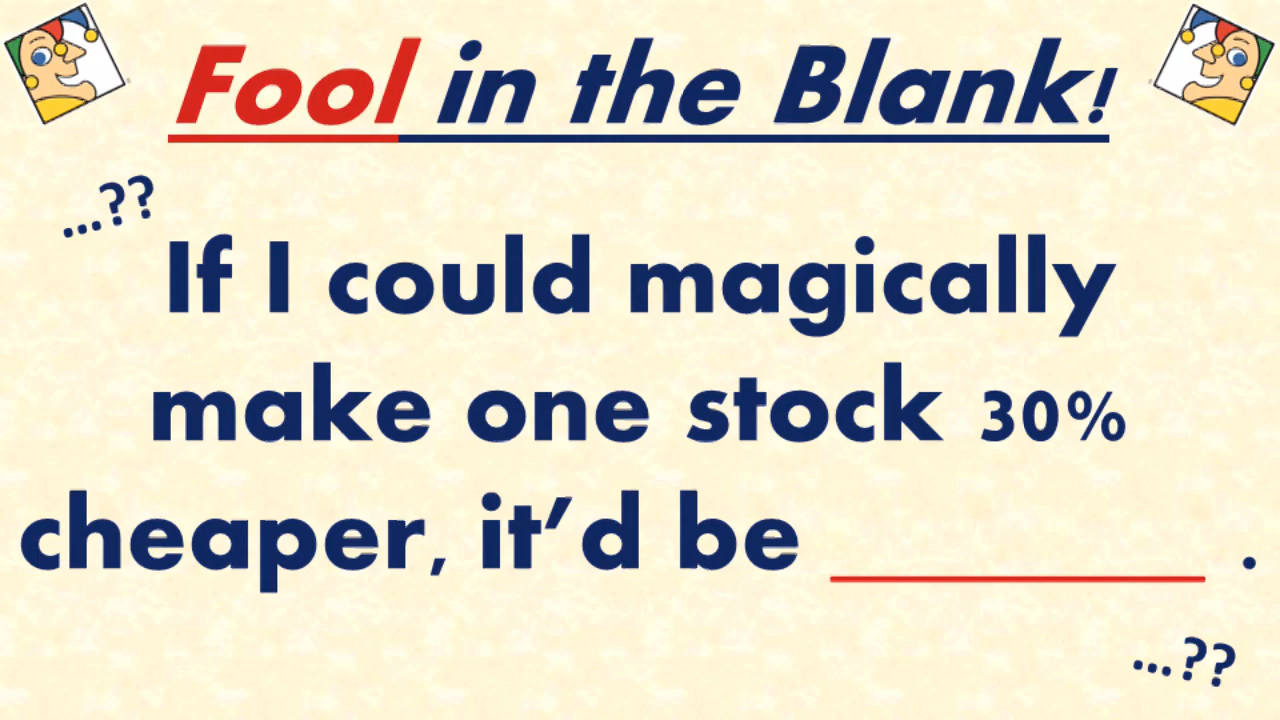 Fool in the Blank!
...??
If I could magically
make one stock 30%
cheaper, it’d be ________ .
...??